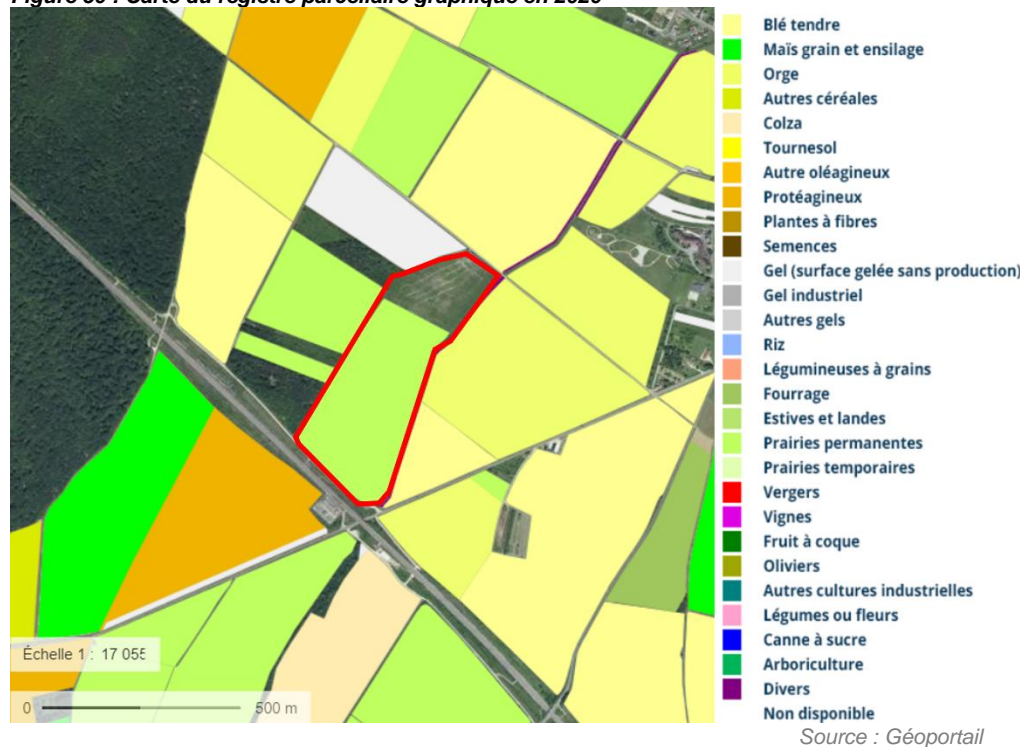 Blé tendre
Maïs grain et ensilage
Orge
Autres céréales
Colza
Tournesol
Autre oléagineux
Protéagineux
Plantes à fibres
Semences
Gel (surface gelée sans production)
Gel industriel
Autres gels
Riz
Légumineuses à grains
Fourrage
Estives et landes
Prairies permanentes
Prairies temporaires
Vergers
Vignes
Fruit à coque
Oliviers
Autres cultures industrielles
Légumes ou fleurs
Canne à sucre
Arboriculture
Divers
Non disponible
Échelle 1 : 17 055
0 500 m
Source : Géoportail